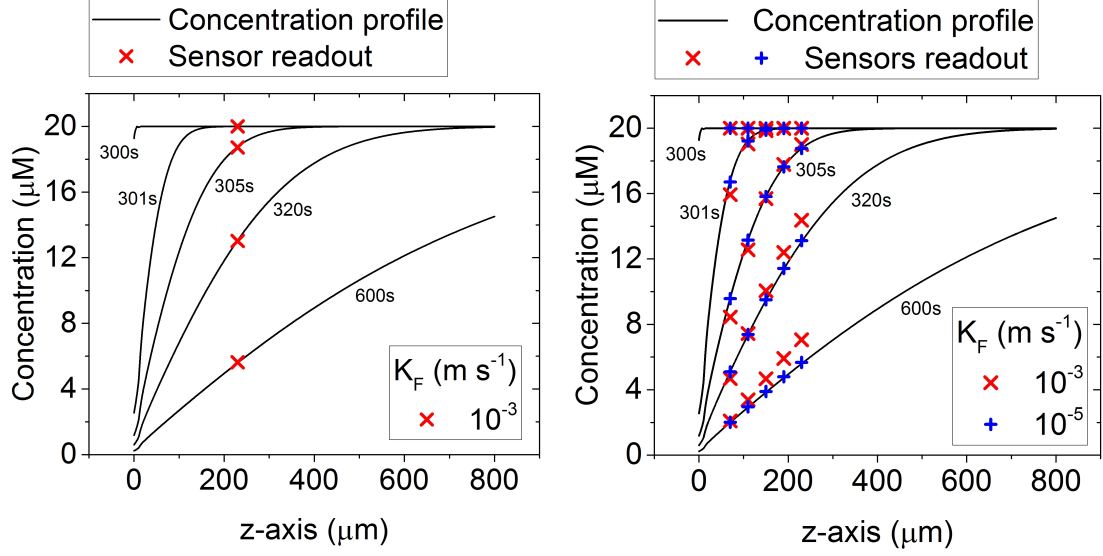 Concentration profile
Sensor readout
20
16
12
8
4
0
Concentration (μM)
300s
301s
305s
320s
600s
K_F (m s⁻¹)
10⁻³
0 200 400 600 800
z-axis (μm)
Concentration profile
Sensors readout
20
16
12
8
4
0
Concentration (μM)
300s
301s
305s
320s
600s
K_F (m s⁻¹)
10⁻³
10⁻⁵
0 200 400 600 800
z-axis (μm)